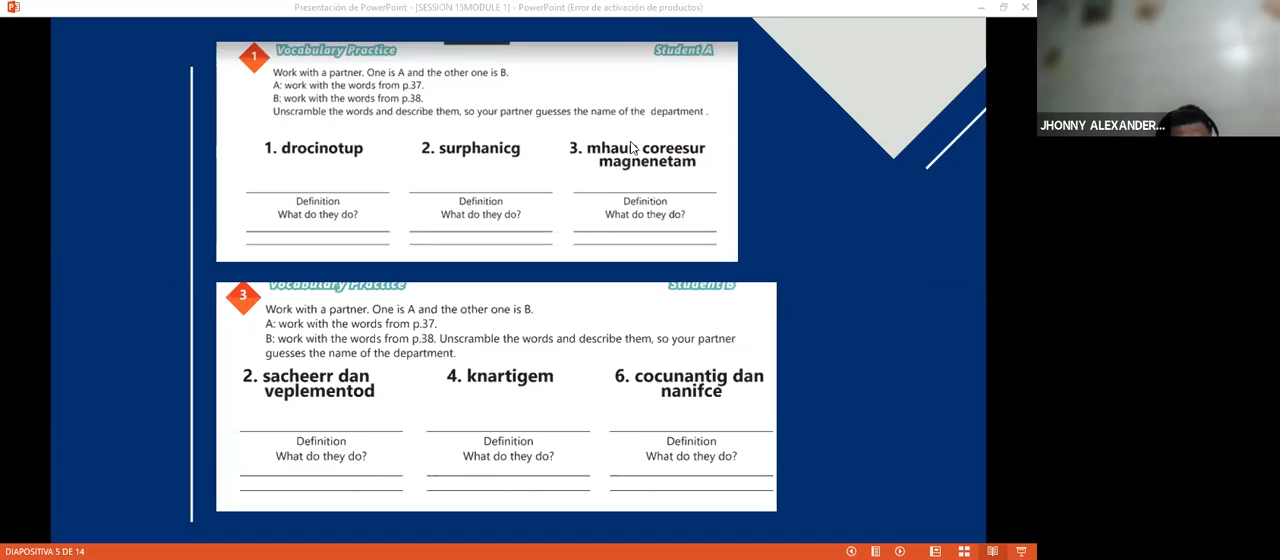 Presentación de PowerPoint - [SESSION 15MODULE 1] - PowerPoint (Error de activación de productos)
JHONNY ALEXANDER...
1
Vocabulary Practice
Student A
Work with a partner. One is A and the other one is B.
A: work with the words from p.37.
B: work with the words from p.38.
Unscramble the words and describe them, so your partner guesses the name of the department .
1. drocinotup
2. surphanicg
3. mhaun coreesur
magnenetam
Definition
What do they do?
Definition
What do they do?
Definition
What do they do?
3
Vocabulary Practice
Student B
Work with a partner. One is A and the other one is B.
A: work with the words from p.37.
B: work with the words from p.38. Unscramble the words and describe them, so your partner
guesses the name of the department.
2. sacheerr dan
veplementod
4. knartigem
6. cocunantig dan
nanifce
Definition
What do they do?
Definition
What do they do?
Definition
What do they do?
DIAPOSITIVA 5 DE 14